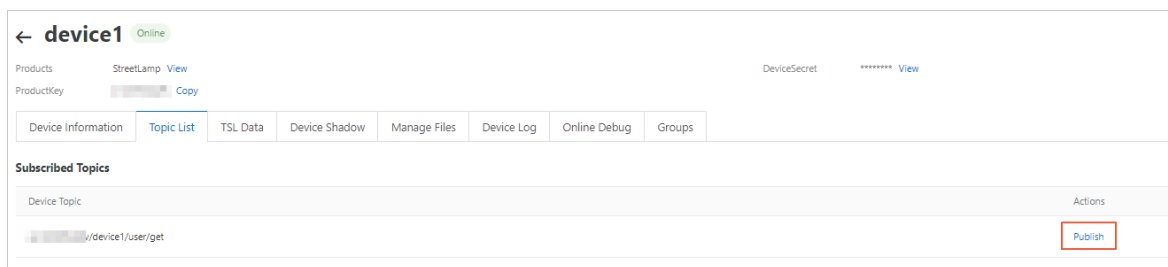 ← device1 Online
Products StreetLamp View DeviceSecret ******** View
ProductKey Copy
Device Information Topic List TSL Data Device Shadow Manage Files Device Log Online Debug Groups
Subscribed Topics
Device Topic Actions
/device1/user/get Publish